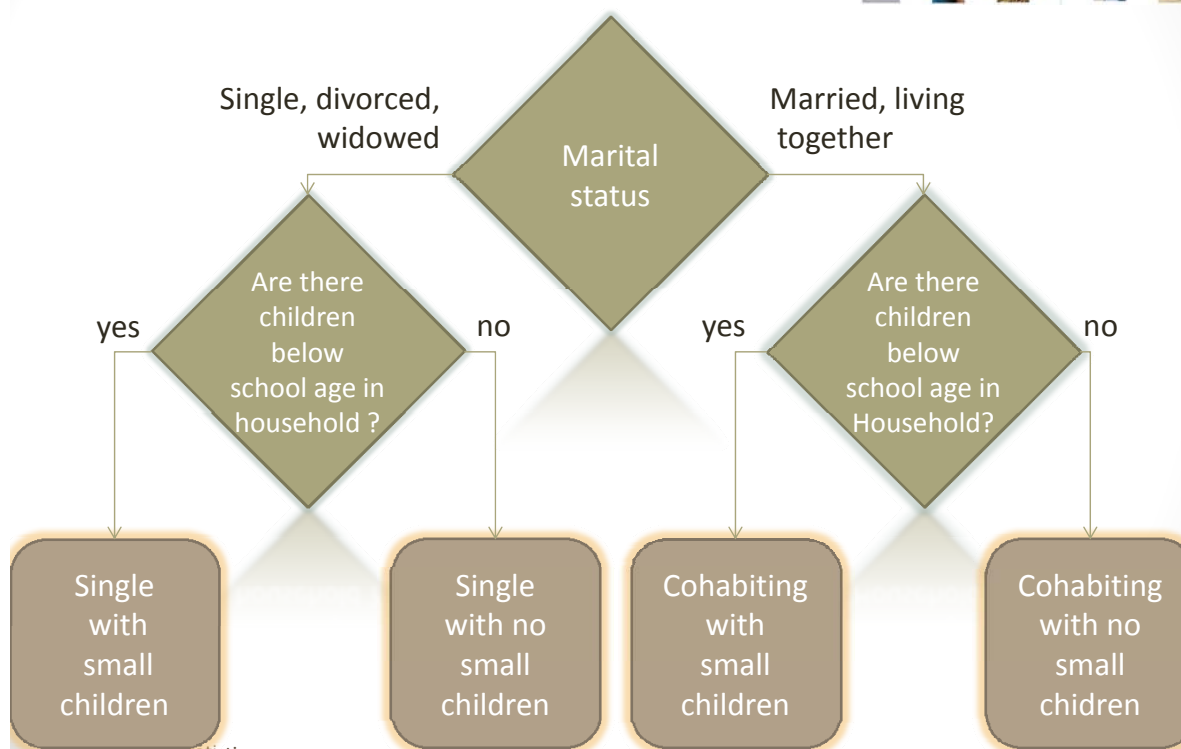 Single, divorced,
widowed
Married, living
together
Marital
status
Are there
children
below
school age in
household ?
yes
no
Are there
children
below
school age in
Household?
yes
no
Single
with
small
children
Single
with no
small
children
Cohabiting
with
small
children
Cohabiting
with no
small
chidren